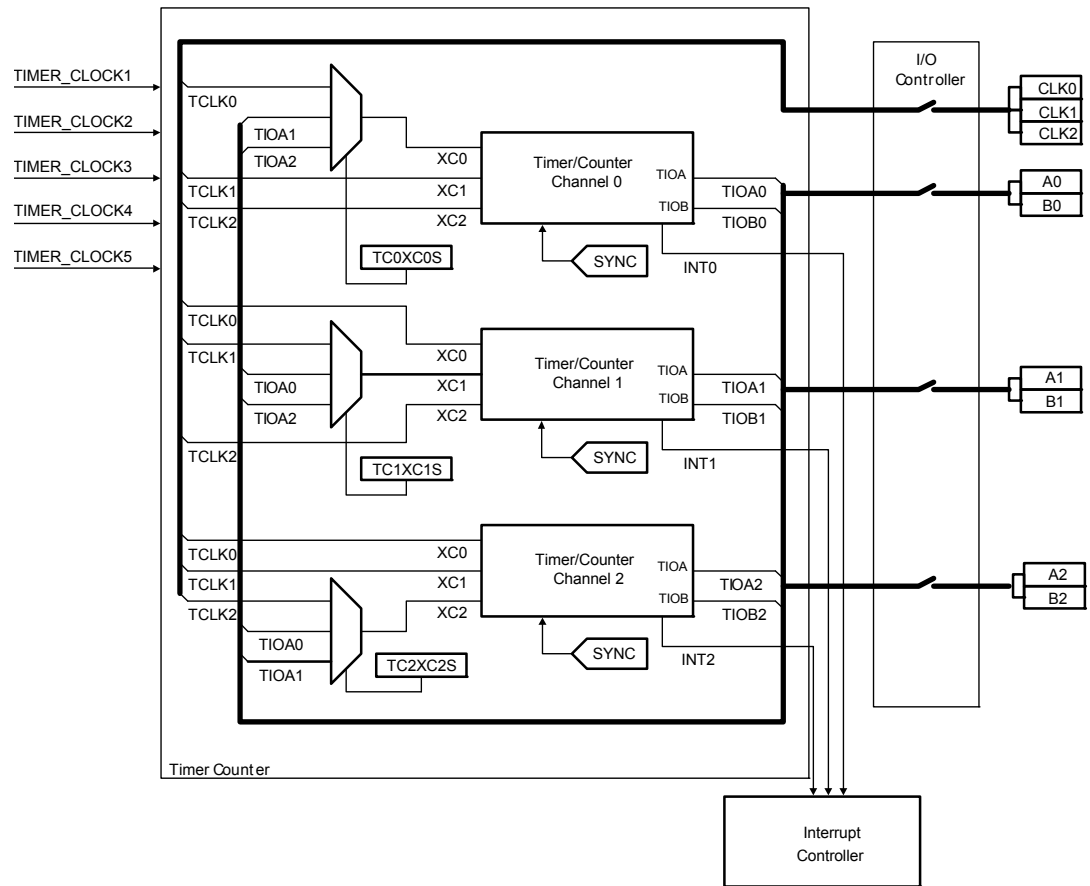 TIMER_CLOCK1
TIMER_CLOCK2
TIMER_CLOCK3
TIMER_CLOCK4
TIMER_CLOCK5
TCLK0
TIOA1
TIOA2
TCLK1
TCLK2
XC0
XC1
XC2
TC0XC0S
Timer/Counter
Channel 0
TIOA
TIOB
TIOA0
TIOB0
SYNC
INT0
TCLK0
TCLK1
TIOA0
TIOA2
TCLK2
XC0
XC1
XC2
TC1XC1S
Timer/Counter
Channel 1
TIOA
TIOB
TIOA1
TIOB1
SYNC
INT1
TCLK0
TCLK1
TCLK2
TIOA0
TIOA1
XC0
XC1
XC2
TC2XC2S
Timer/Counter
Channel 2
TIOA
TIOB
TIOA2
TIOB2
SYNC
INT2
Timer Counter
I/O
Controller
CLK0
CLK1
CLK2
A0
B0
A1
B1
A2
B2
Interrupt
Controller